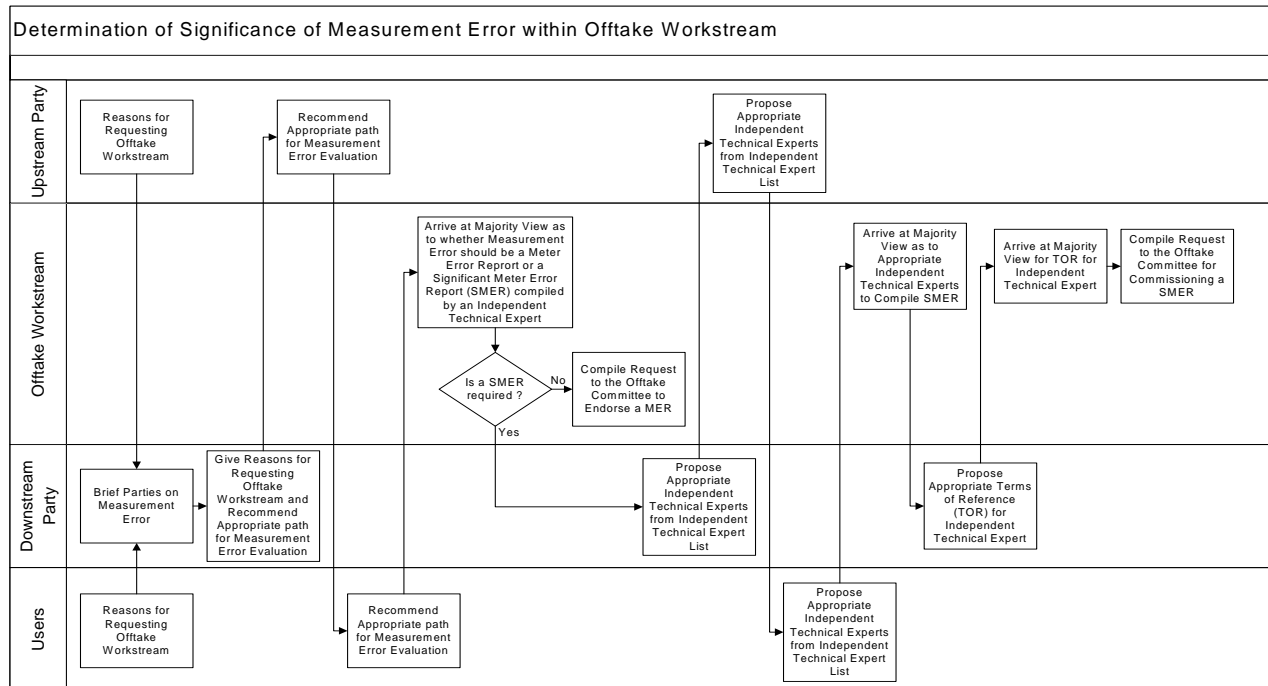 Determination of Significance of Measurement Error within Offtake Workstream
Upstream Party
Reasons for
Requesting
Offtake
Workstream
Recommend
Appropriate path
for Measurement
Error Evaluation
Propose
Appropriate
Independent
Technical Experts
from Independent
Technical Expert
List
Offtake Workstream
Arrive at Majority View as
to whether Measurement
Error should be a Meter
Error Reprort or a
Significant Meter Error
Report (SMER) compiled
by an Independent
Technical Expert
Is a SMER
required ?
No
Yes
Compile Request
to the Offtake
Committee to
Endorse a MER
Arrive at Majority
View as to
Appropriate
Independent
Technical Experts
to Compile SMER
Arrive at Majority
View for TOR for
Independent
Technical Expert
Compile Request
to the Offtake
Committee for
Commissioning a
SMER
Downstream
Party
Brief Parties on
Measurement
Error
Give Reasons for
Requesting
Offtake
Workstream and
Recommend
Appropriate path
for Measurement
Error Evaluation
Propose
Appropriate
Independent
Technical Experts
from Independent
Technical Expert
List
Propose
Appropriate Terms
of Reference
(TOR) for
Independent
Technical Expert
Users
Reasons for
Requesting
Offtake
Workstream
Recommend
Appropriate path
for Measurement
Error Evaluation
Propose
Appropriate
Independent
Technical Experts
from Independent
Technical Expert
List